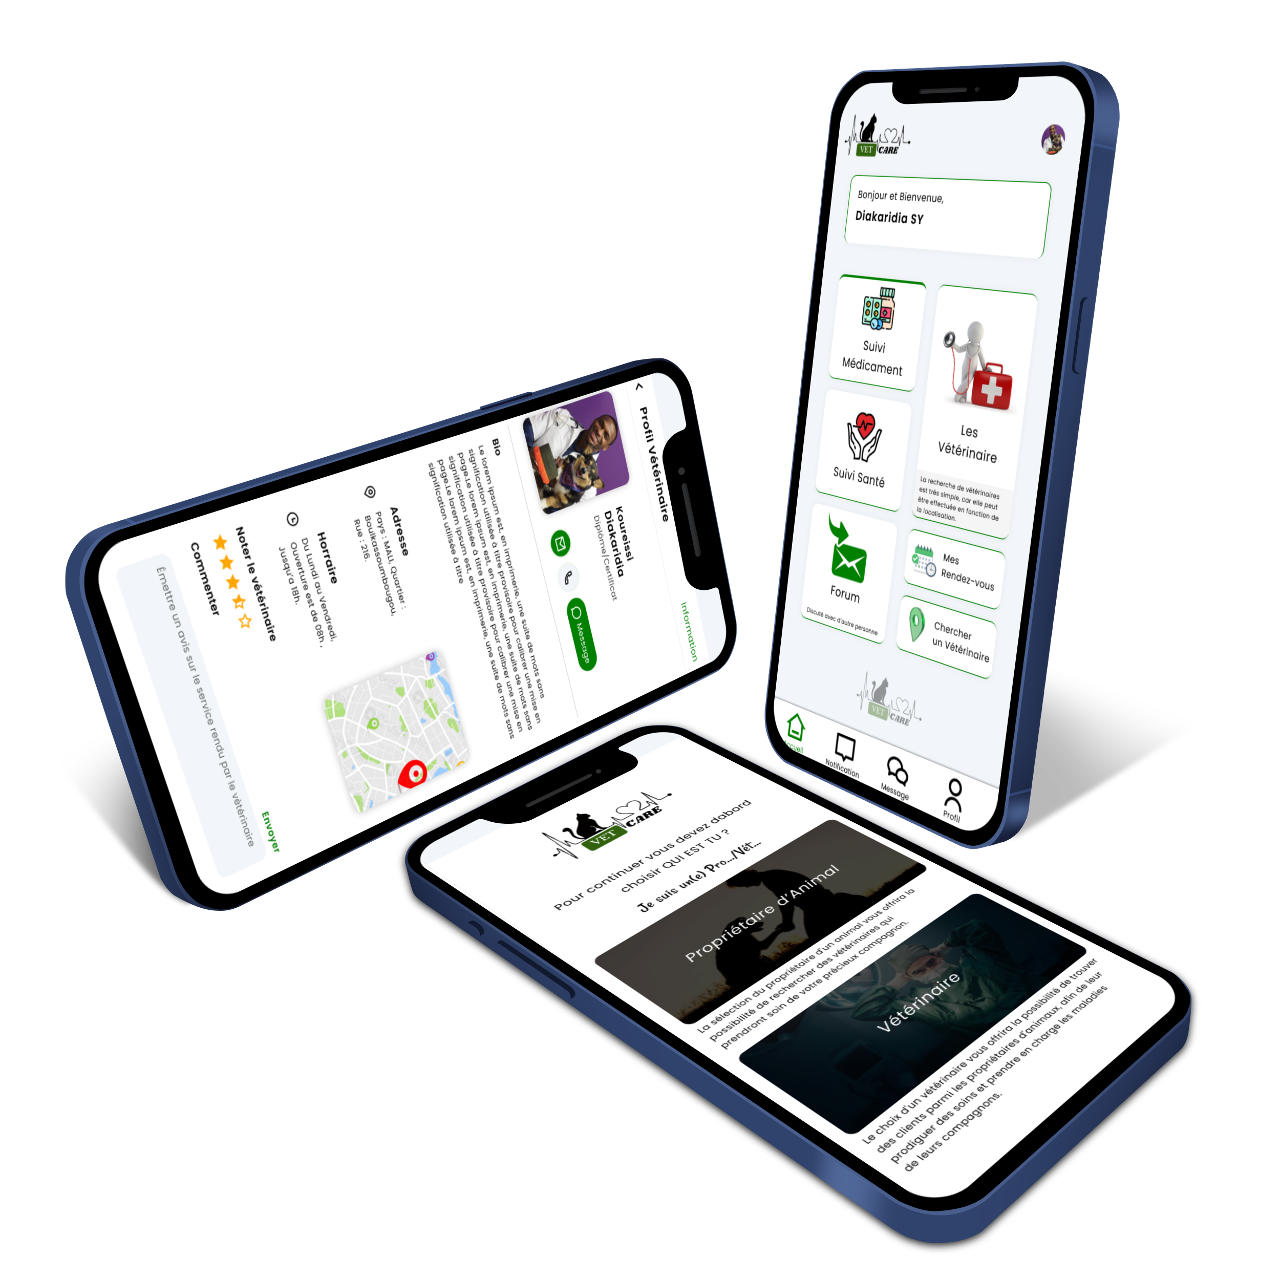 VET CARE
Bonjour et Bienvenue,
Diakaridia SY
Suivi
Médicament
Les
Vétérinaire
La recherche de vétérinaires
est très simple, car elle peut
être effectuée en fonction de
la localisation.
Suivi Santé
Forum
Discuté avec d'autre personne
Mes
Rendez-vous
Chercher
un Vétérinaire
VET CARE
Notification
Message
Profil
Profil Vétérinaire
Information
Koureissi
Diakaridia
Diplôme/Certificat
Message
Bio
Le lorem ipsum est, en imprimerie, une suite de mots sans
signification utilisée à titre provisoire pour calibrer une mise en
page.Le lorem ipsum est, en imprimerie, une suite de mots sans
signification utilisée à titre provisoire pour calibrer une mise en
page.Le lorem ipsum est, en imprimerie, une suite de mots sans
signification utilisée à titre
Adresse
Pays : MALI, Quartier :
Boulkassoumbougou,
Rue : 216.
Horraire
Du Lundi au Vendredi.
Ouverture est de 08h,
Jusqu'a 18h.
Noter le vétérinaire
Commenter
Émettre un avis sur le service rendu par le vétérinaire
Envoyer
VET CARE
Pour continuer vous devez dabord
choisir QUI EST TU ?
Je suis un(e) Pro.../Vét...
Propriétaire d'Animal
La sélection du propriétaire d'un animal vous offrira la
possibilité de rechercher des vétérinaires qui
prendront soin de votre précieux compagnon.
Vétérinaire
Le choix d'un vétérinaire vous offrira la possibilité de trouver
des clients parmi les propriétaires d'animaux, afin de leur
prodiguer des soins et prendre en charge les maladies
de leurs compagnons.